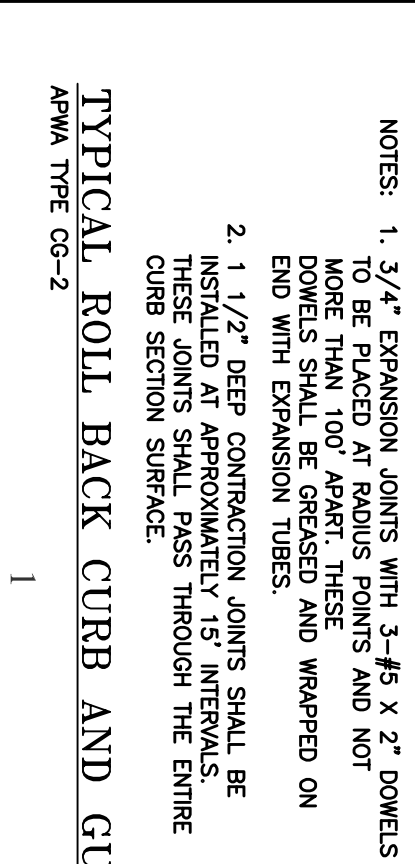 NOTES: 1. 3/4" EXPANSION JOINTS WITH 3-#5 X 2" DOWELS
TO BE PLACED AT RADIUS POINTS AND NOT
MORE THAN 100' APART. THESE
DOWELS SHALL BE GREASED AND WRAPPED ON
END WITH EXPANSION TUBES.
2. 1 1/2" DEEP CONTRACTION JOINTS SHALL BE
INSTALLED AT APPROXIMATELY 15' INTERVALS.
THESE JOINTS SHALL PASS THROUGH THE ENTIRE
CURB SECTION SURFACE.
TYPICAL ROLL BACK CURB AND
APWA TYPE CG-2
1